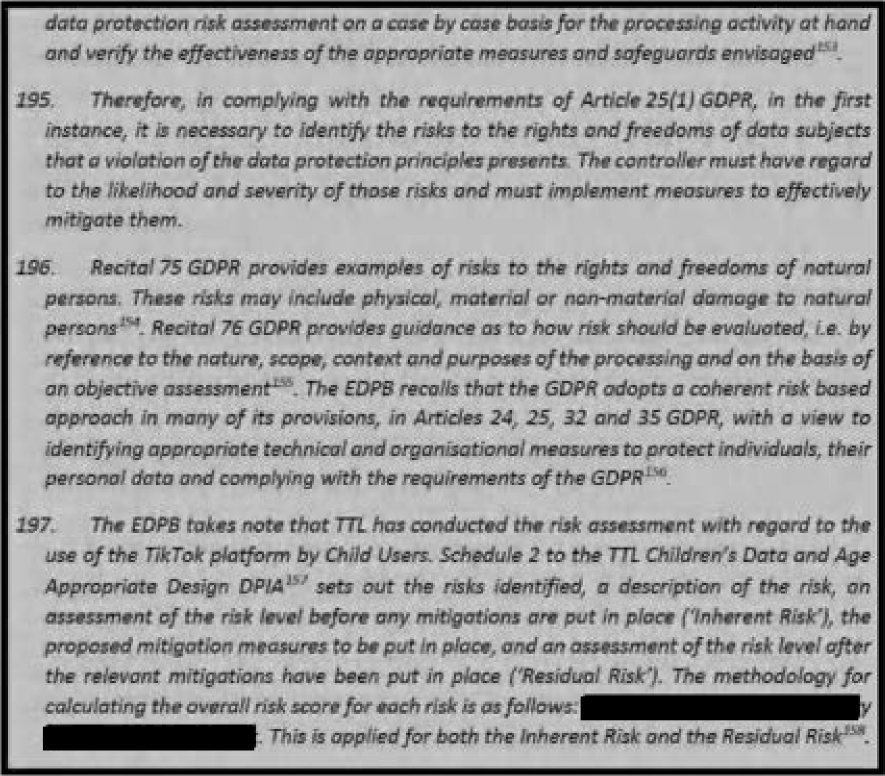 data protection risk assessment on a case by case basis for the processing activity at hand
and verify the effectiveness of the appropriate measures and safeguards envisaged¹⁵³.
195. Therefore, in complying with the requirements of Article 25(1) GDPR, in the first
instance, it is necessary to identify the risks to the rights and freedoms of data subjects
that a violation of the data protection principles presents. The controller must have regard
to the likelihood and severity of those risks and must implement measures to effectively
mitigate them.
196. Recital 75 GDPR provides examples of risks to the rights and freedoms of natural
persons. These risks may include physical, material or non-material damage to natural
persons¹⁵⁴. Recital 76 GDPR provides guidance as to how risk should be evaluated, i.e. by
reference to the nature, scope, context and purposes of the processing and on the basis of
an objective assessment¹⁵⁵. The EDPB recalls that the GDPR adopts a coherent risk based
approach in many of its provisions, in Articles 24, 25, 32 and 35 GDPR, with a view to
identifying appropriate technical and organisational measures to protect individuals, their
personal data and complying with the requirements of the GDPR¹⁵⁶.
197. The EDPB takes note that TTL has conducted the risk assessment with regard to the
use of the TikTok platform by Child Users. Schedule 2 to the TTL Children's Data and Age
Appropriate Design DPIA¹⁵⁷ sets out the risks identified, a description of the risk, an
assessment of the risk level before any mitigations are put in place ('Inherent Risk'), the
proposed mitigation measures to be put in place, and an assessment of the risk level after
the relevant mitigations have been put in place ('Residual Risk'). The methodology for
calculating the overall risk score for each risk is as follows: y
t. This is applied for both the Inherent Risk and the Residual Risk¹⁵⁸.